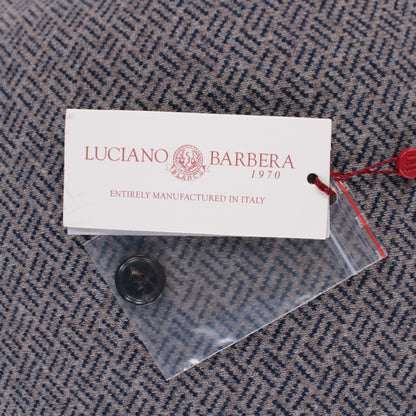 LUCIANO BARBERA
1970
ENTIRELY MANUFACTURED IN ITALY